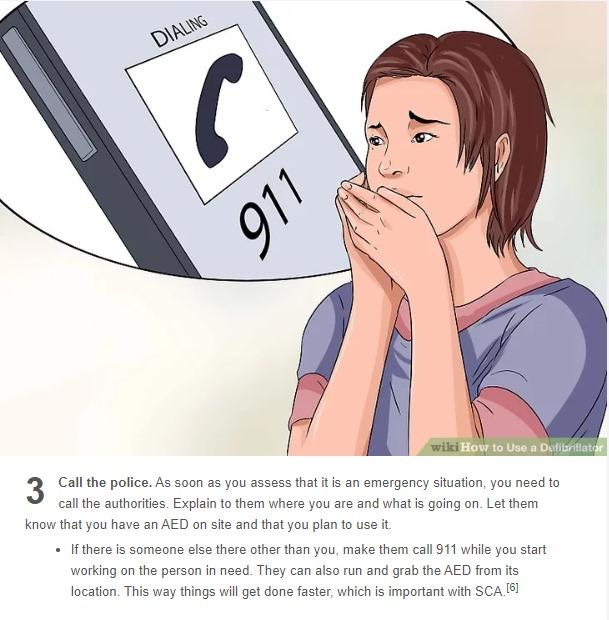 DIALING
911
wikiHow to Use a Defibrillator
3 Call the police. As soon as you assess that it is an emergency situation, you need to
call the authorities. Explain to them where you are and what is going on. Let them
know that you have an AED on site and that you plan to use it.
• If there is someone else there other than you, make them call 911 while you start
working on the person in need. They can also run and grab the AED from its
location. This way things will get done faster, which is important with SCA.[6]